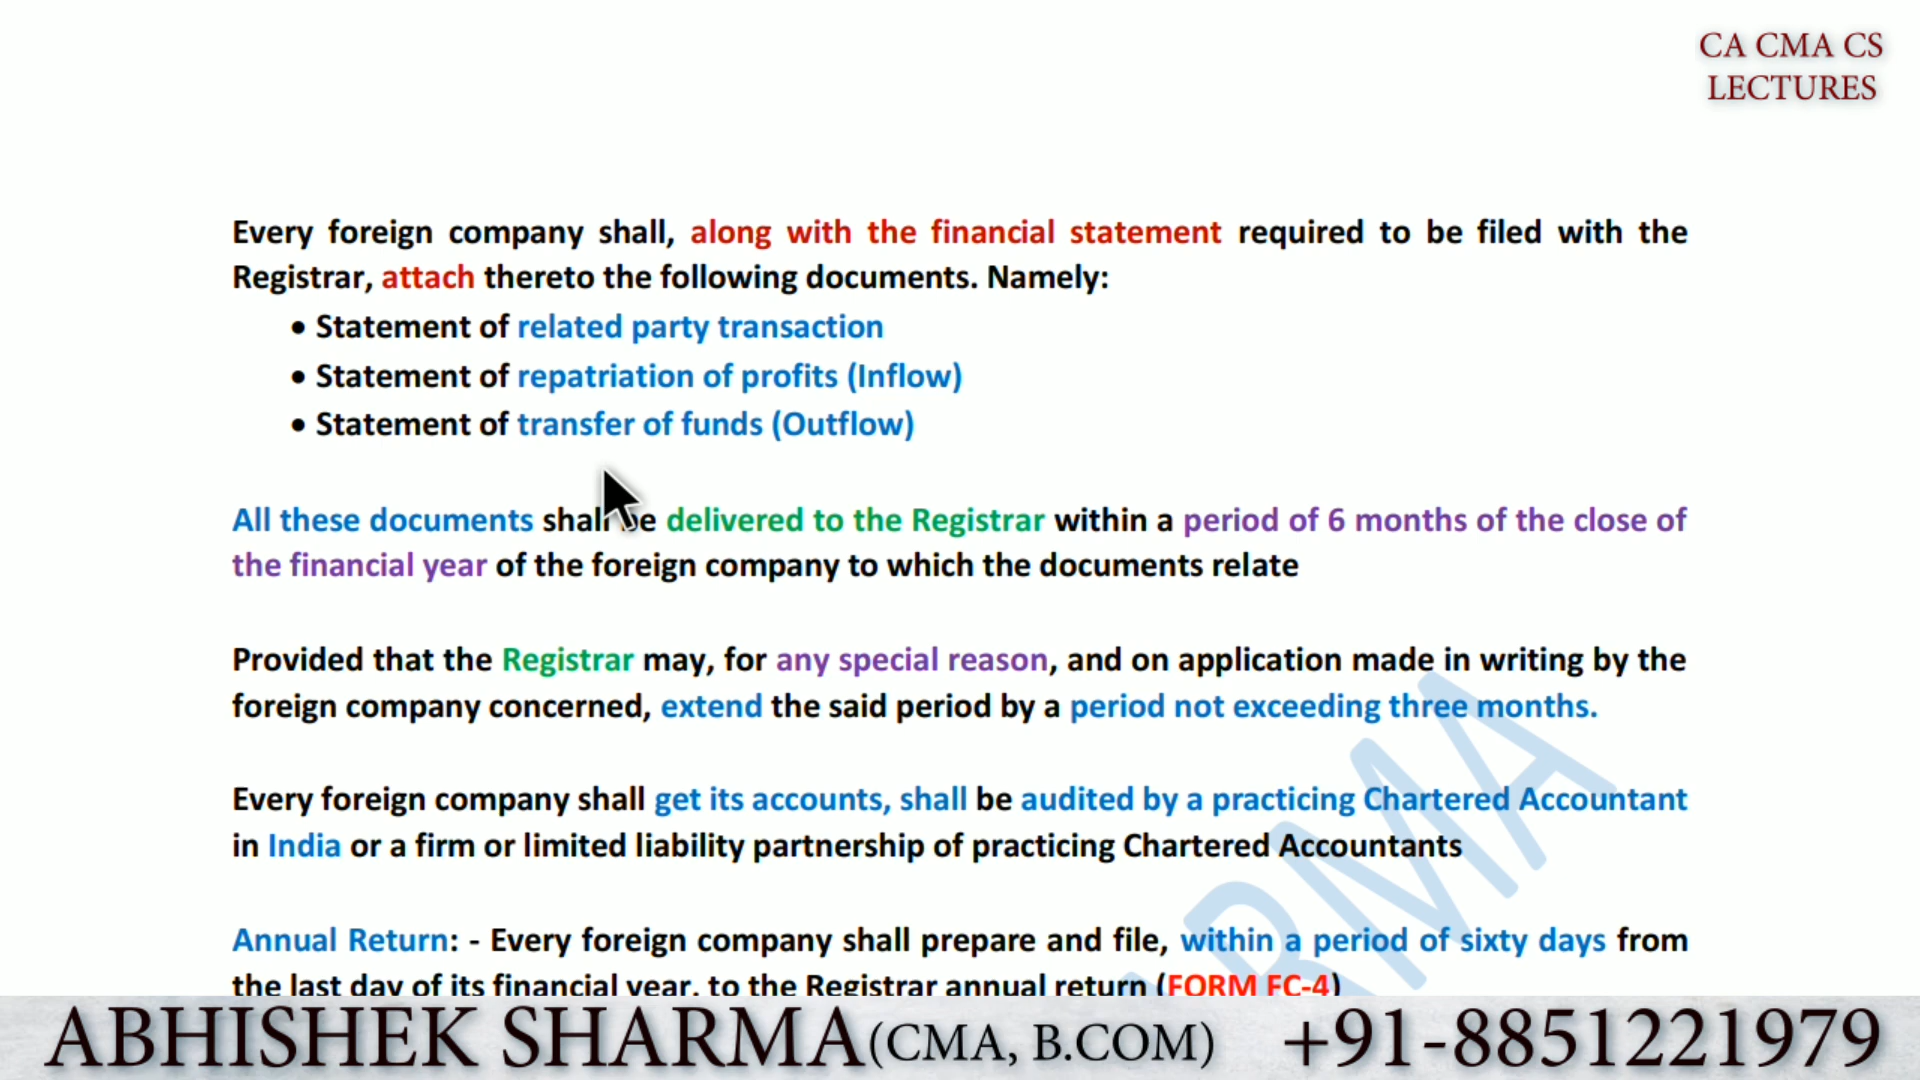 CA CMA CS
LECTURES
Every foreign company shall, along with the financial statement required to be filed with the
Registrar, attach thereto the following documents. Namely:
• Statement of related party transaction
• Statement of repatriation of profits (Inflow)
• Statement of transfer of funds (Outflow)
All these documents shall be delivered to the Registrar within a period of 6 months of the close of
the financial year of the foreign company to which the documents relate
Provided that the Registrar may, for any special reason, and on application made in writing by the
foreign company concerned, extend the said period by a period not exceeding three months.
Every foreign company shall get its accounts, shall be audited by a practicing Chartered Accountant
in India or a firm or limited liability partnership of practicing Chartered Accountants
Annual Return: - Every foreign company shall prepare and file, within a period of sixty days from
the last day of its financial year, to the Registrar annual return (FORM FC-4)
RMA
ABHISHEK SHARMA (CMA, B.COM) +91-8851221979